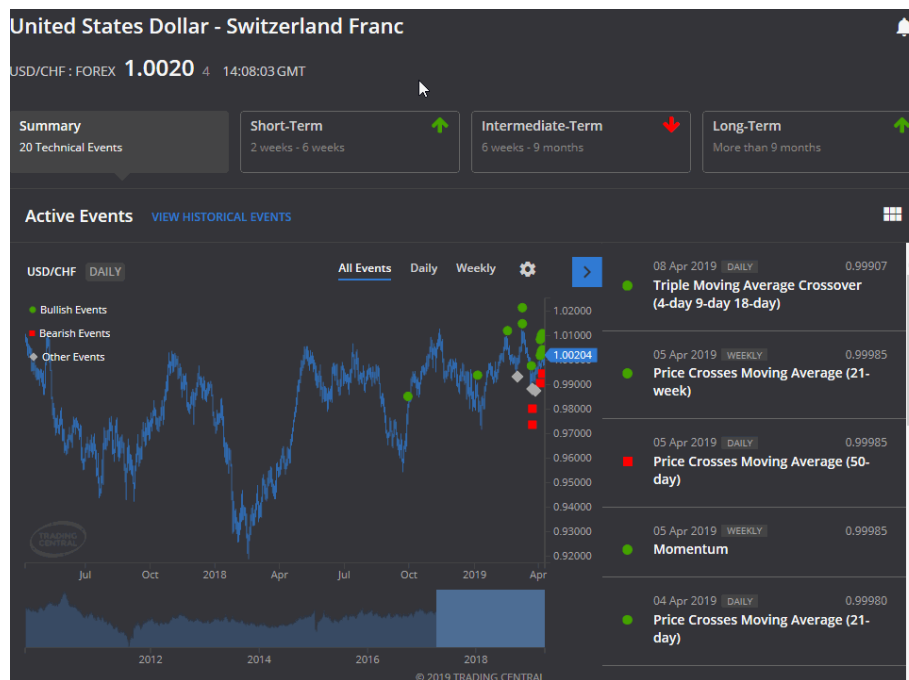 United States Dollar - Switzerland Franc
USD/CHF : FOREX 1.0020 4 14:08:03 GMT
Summary
20 Technical Events
Short-Term
2 weeks - 6 weeks
Intermediate-Term
6 weeks - 9 months
Long-Term
More than 9 months
Active Events VIEW HISTORICAL EVENTS
USD/CHF DAILY
All Events Daily Weekly
Bullish Events
Bearish Events
Other Events
1.02000
1.01000
1.00204
0.99000
0.98000
0.97000
0.96000
0.95000
0.94000
0.93000
0.92000
TRADING
CENTRAL
Jul Oct 2018 Apr Jul Oct 2019 Apr
2012 2014 2016 2018
© 2019 TRADING CENTRAL
08 Apr 2019 DAILY 0.99907
Triple Moving Average Crossover
(4-day 9-day 18-day)
05 Apr 2019 WEEKLY 0.99985
Price Crosses Moving Average (21-
week)
05 Apr 2019 DAILY 0.99985
Price Crosses Moving Average (50-
day)
05 Apr 2019 WEEKLY 0.99985
Momentum
04 Apr 2019 DAILY 0.99980
Price Crosses Moving Average (21-
day)